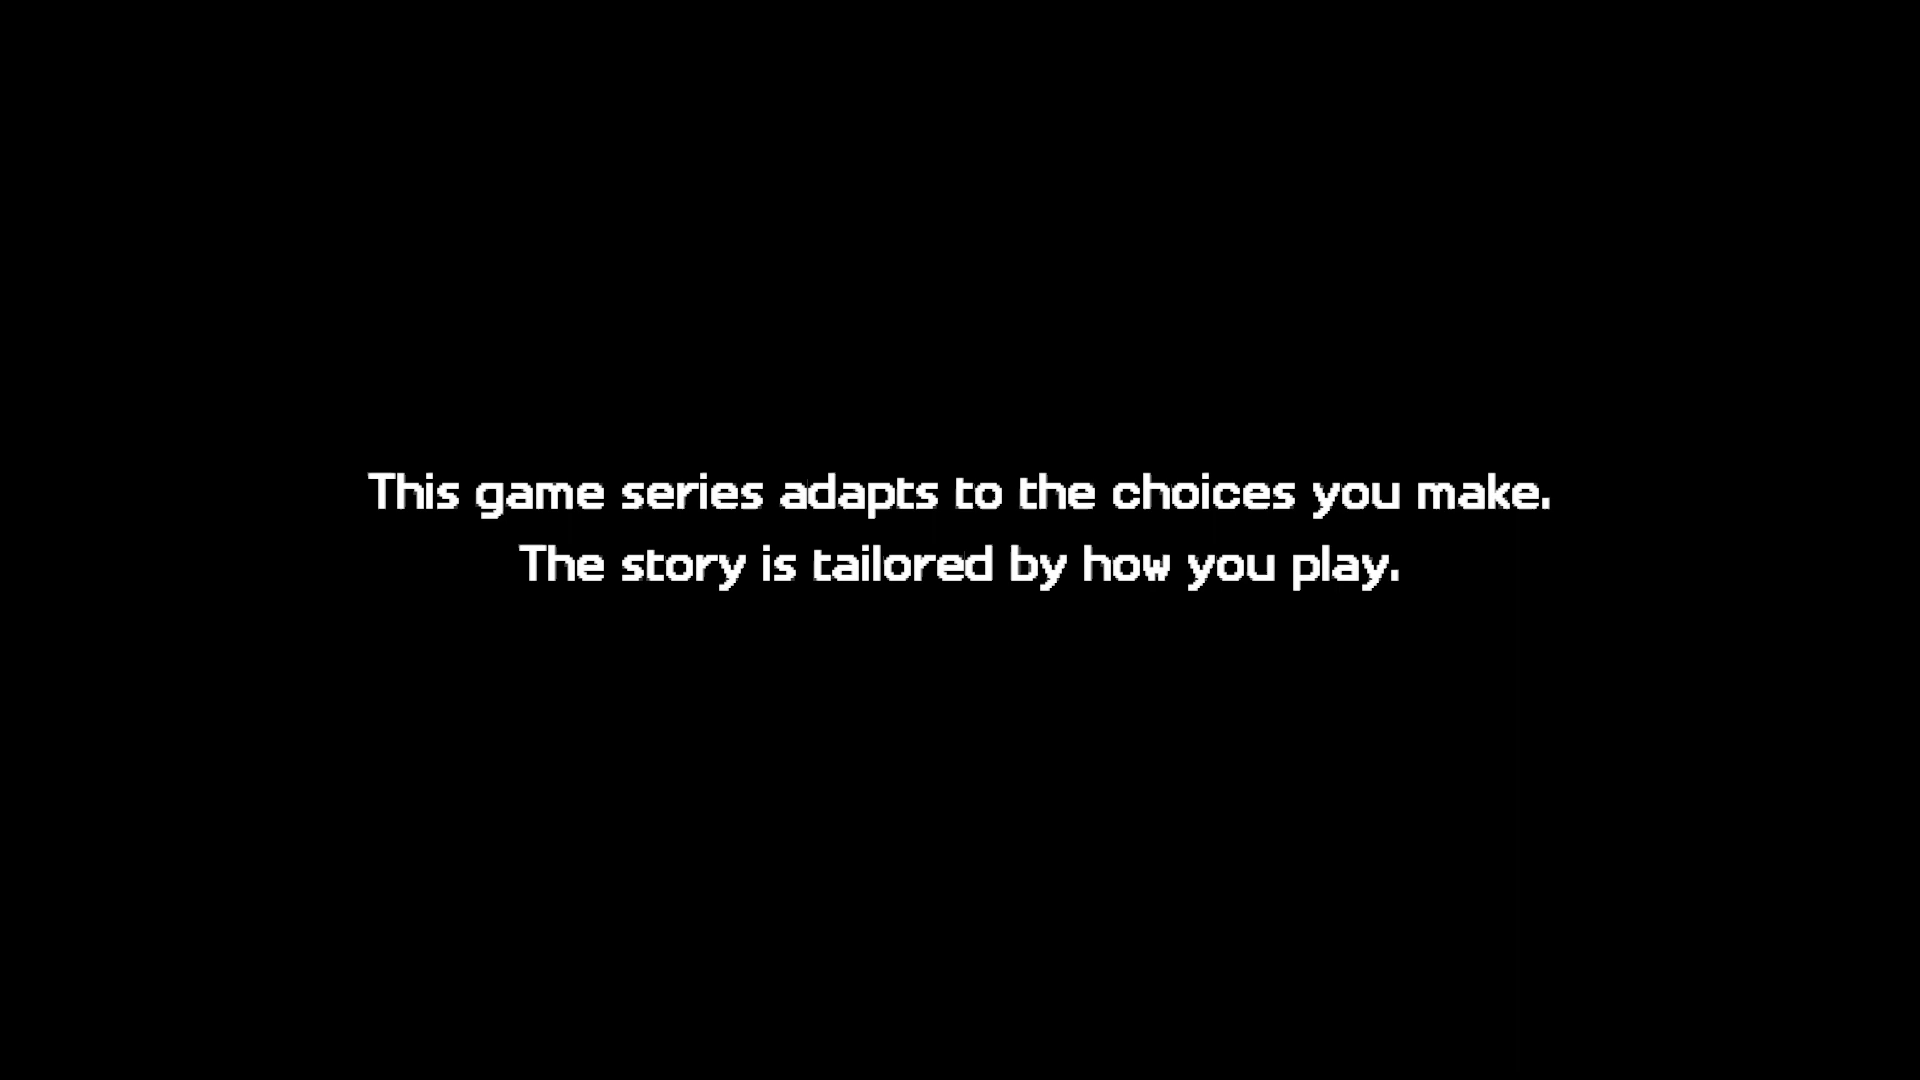 This game series adapts to the choices you make.
The story is tailored by how you play.